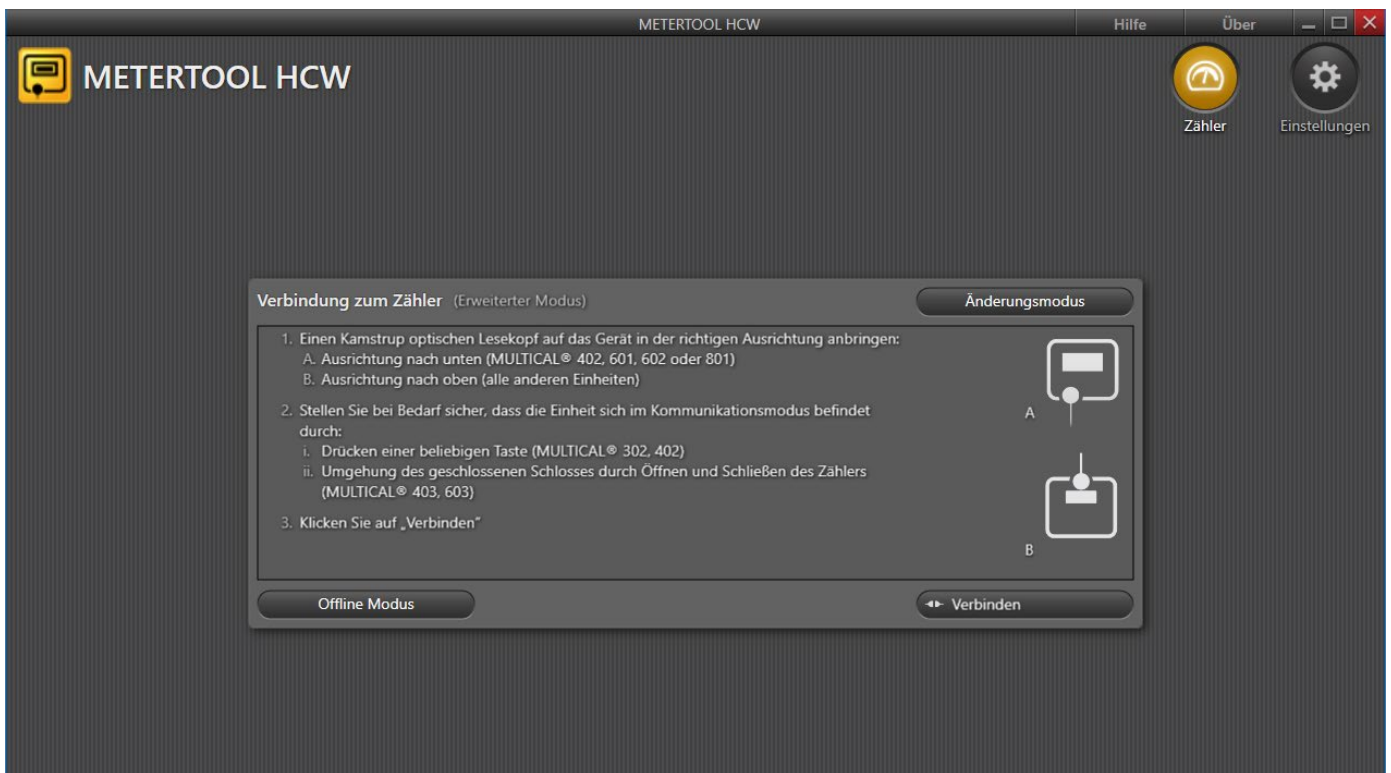 METERTOOL HCW
Hilfe
Über
METERTOOL HCW
Zähler
Einstellungen
Verbindung zum Zähler (Erweiterter Modus)
Änderungsmodus
1. Einen Kamstrup optischen Lesekopf auf das Gerät in der richtigen Ausrichtung anbringen:
A. Ausrichtung nach unten (MULTICAL® 402, 601, 602 oder 801)
B. Ausrichtung nach oben (alle anderen Einheiten)
2. Stellen Sie bei Bedarf sicher, dass die Einheit sich im Kommunikationsmodus befindet
durch:
i. Drücken einer beliebigen Taste (MULTICAL® 302, 402)
ii. Umgehung des geschlossenen Schlosses durch Öffnen und Schließen des Zählers
(MULTICAL® 403, 603)
3. Klicken Sie auf „Verbinden“
A
B
Offline Modus
Verbinden